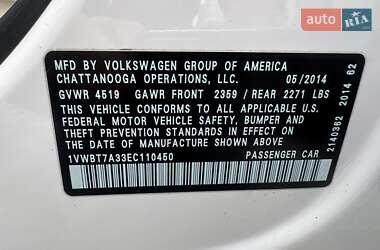 auto RIA
MFD BY VOLKSWAGEN GROUP OF AMERICA
CHATTANOOGA OPERATIONS, LLC. 05/2014
GVWR 4519 GAWR FRONT 2359 / REAR 2271 LBS
THIS VEHICLE CONFORMS TO ALL APPLICABLE U.S.
FEDERAL MOTOR VEHICLE SAFETY, BUMPER AND
THEFT PREVENTION STANDARDS IN EFFECT ON THE
DATE OF MANUFACTURE SHOWN ABOVE.
1VWBT7A33EC110450 PASSENGER CAR
2140362 2014 62